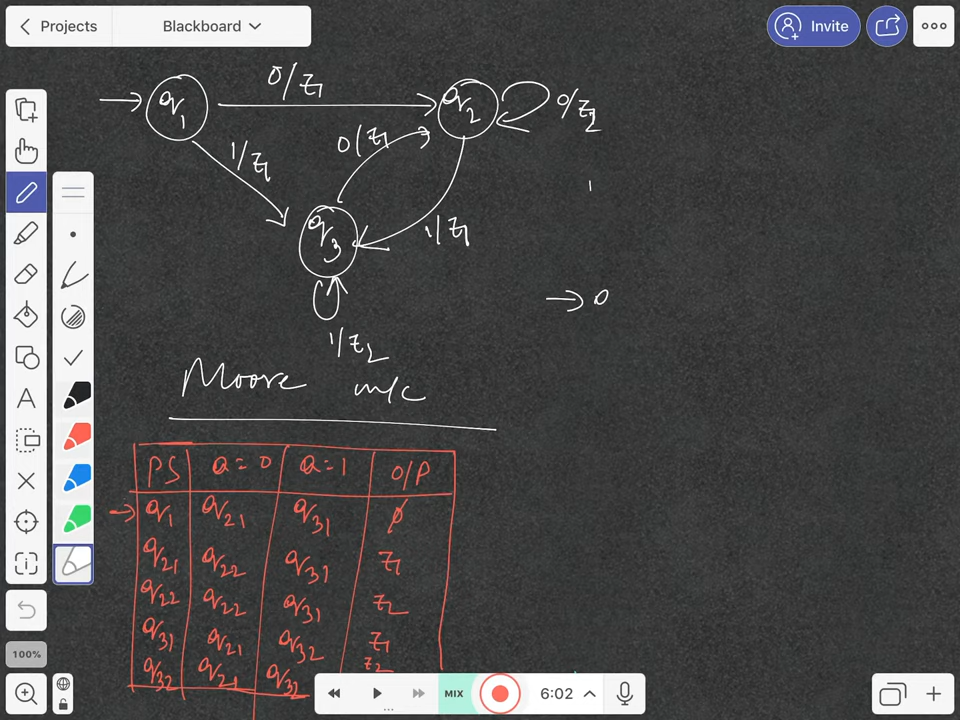 Projects
Blackboard
Invite
q1
0/Z1
q2
0/Z2
1/Z1
0/Z1
q3
1/Z1
1/Z2
→ 0
Moore m/c
PS a = 0 a = 1 O/P
→ q1 q21 q31 ø
q21 q22 q31 Z1
q22 q22 q31 Z2
q31 q21 q32 Z1
q32 q21 q32 Z2
A
100%
MIX
6:02